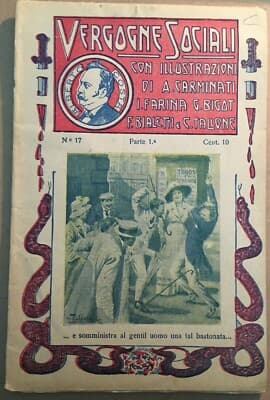 VERGOGNE SOCIALI
CON ILLUSTRAZIONI
DI A. CARMINATI
I. FARINA G. BIGOT
F. BIALETTI & C. TALLONE
N.º 17 Parte 1.ª Cent. 10
... e somministra al gentil uomo una tal bastonata...